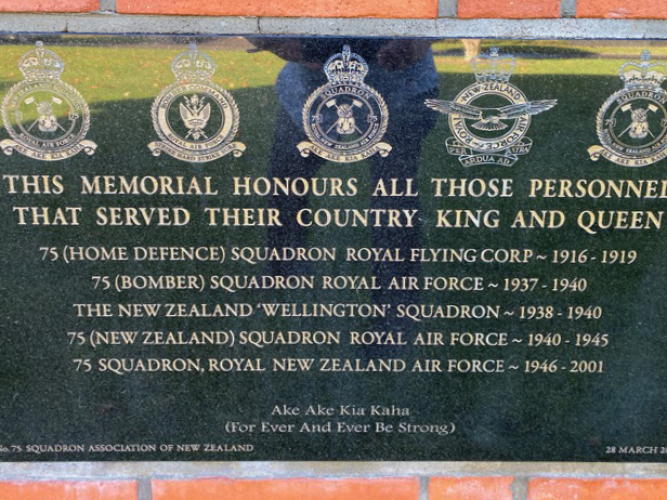 THIS MEMORIAL HONOURS ALL THOSE PERSONNEL
THAT SERVED THEIR COUNTRY KING AND QUEEN
75 (HOME DEFENCE) SQUADRON ROYAL FLYING CORP ~ 1916 - 1919
75 (BOMBER) SQUADRON ROYAL AIR FORCE ~ 1937 - 1940
THE NEW ZEALAND 'WELLINGTON' SQUADRON ~ 1938 - 1940
75 (NEW ZEALAND) SQUADRON ROYAL AIR FORCE ~ 1940 - 1945
75 SQUADRON, ROYAL NEW ZEALAND AIR FORCE ~ 1946 - 2001
Ake Ake Kia Kaha
(For Ever And Ever Be Strong)
No. 75 SQUADRON ASSOCIATION OF NEW ZEALAND
28 MARCH 20